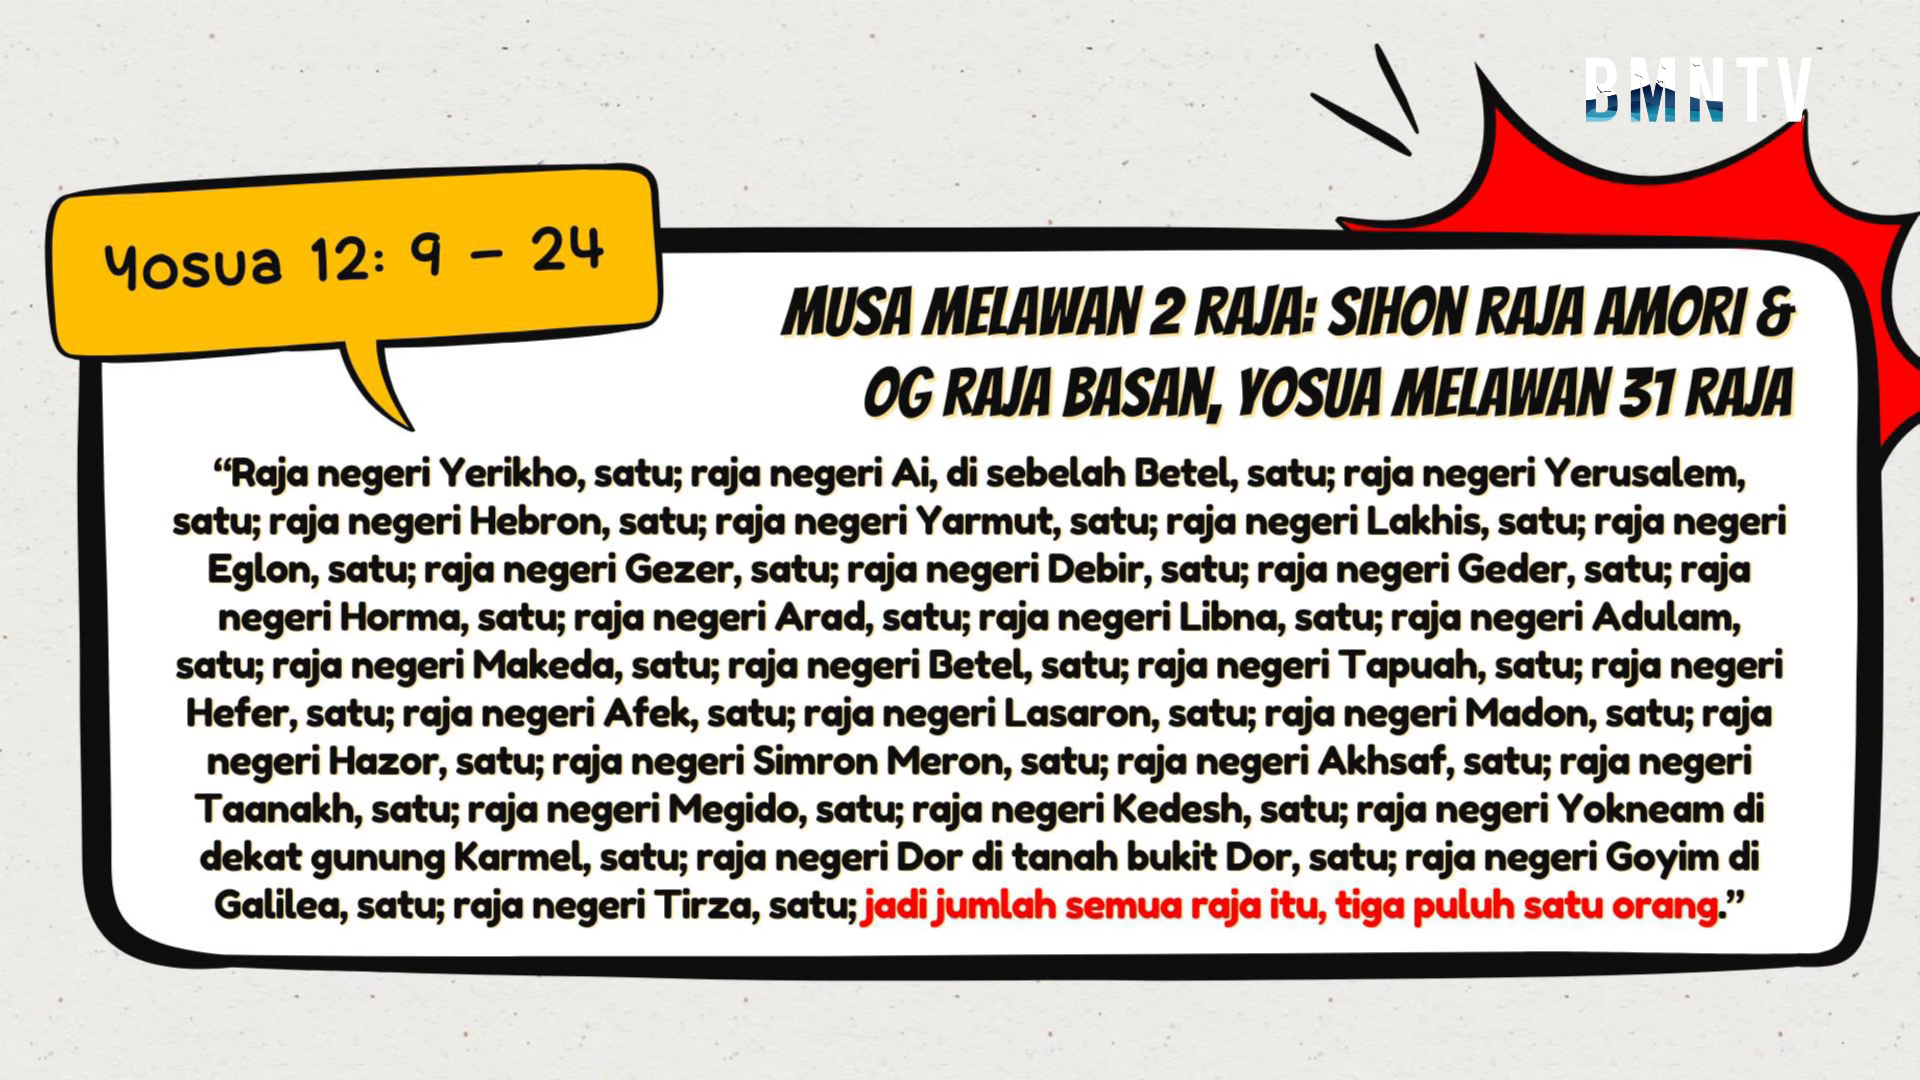 BMNTV
Yosua 12: 9 - 24
MUSA MELAWAN 2 RAJA: SIHON RAJA AMORI &
OG RAJA BASAN, YOSUA MELAWAN 31 RAJA
“Raja negeri Yerikho, satu; raja negeri Ai, di sebelah Betel, satu; raja negeri Yerusalem,
satu; raja negeri Hebron, satu; raja negeri Yarmut, satu; raja negeri Lakhis, satu; raja negeri
Eglon, satu; raja negeri Gezer, satu; raja negeri Debir, satu; raja negeri Geder, satu; raja
negeri Horma, satu; raja negeri Arad, satu; raja negeri Libna, satu; raja negeri Adulam,
satu; raja negeri Makeda, satu; raja negeri Betel, satu; raja negeri Tapuah, satu; raja negeri
Hefer, satu; raja negeri Afek, satu; raja negeri Lasaron, satu; raja negeri Madon, satu; raja
negeri Hazor, satu; raja negeri Simron Meron, satu; raja negeri Akhsaf, satu; raja negeri
Taanakh, satu; raja negeri Megido, satu; raja negeri Kedesh, satu; raja negeri Yokneam di
dekat gunung Karmel, satu; raja negeri Dor di tanah bukit Dor, satu; raja negeri Goyim di
Galilea, satu; raja negeri Tirza, satu; jadi jumlah semua raja itu, tiga puluh satu orang.”